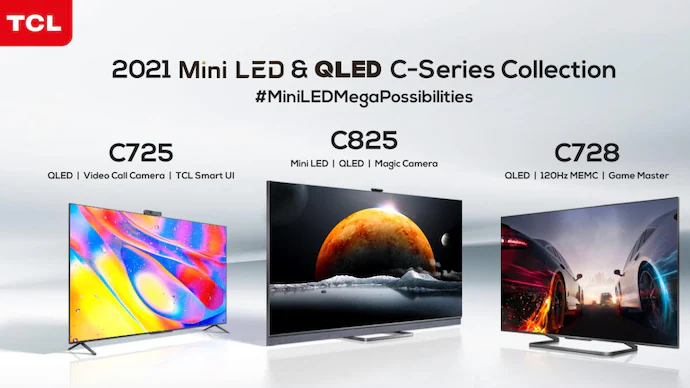 TCL
2021 Mini LED & QLED C-Series Collection
#MiniLEDMegaPossibilities
C725
QLED | Video Call Camera | TCL Smart UI
C825
Mini LED | QLED | Magic Camera
C728
QLED | 120Hz MEMC | Game Master